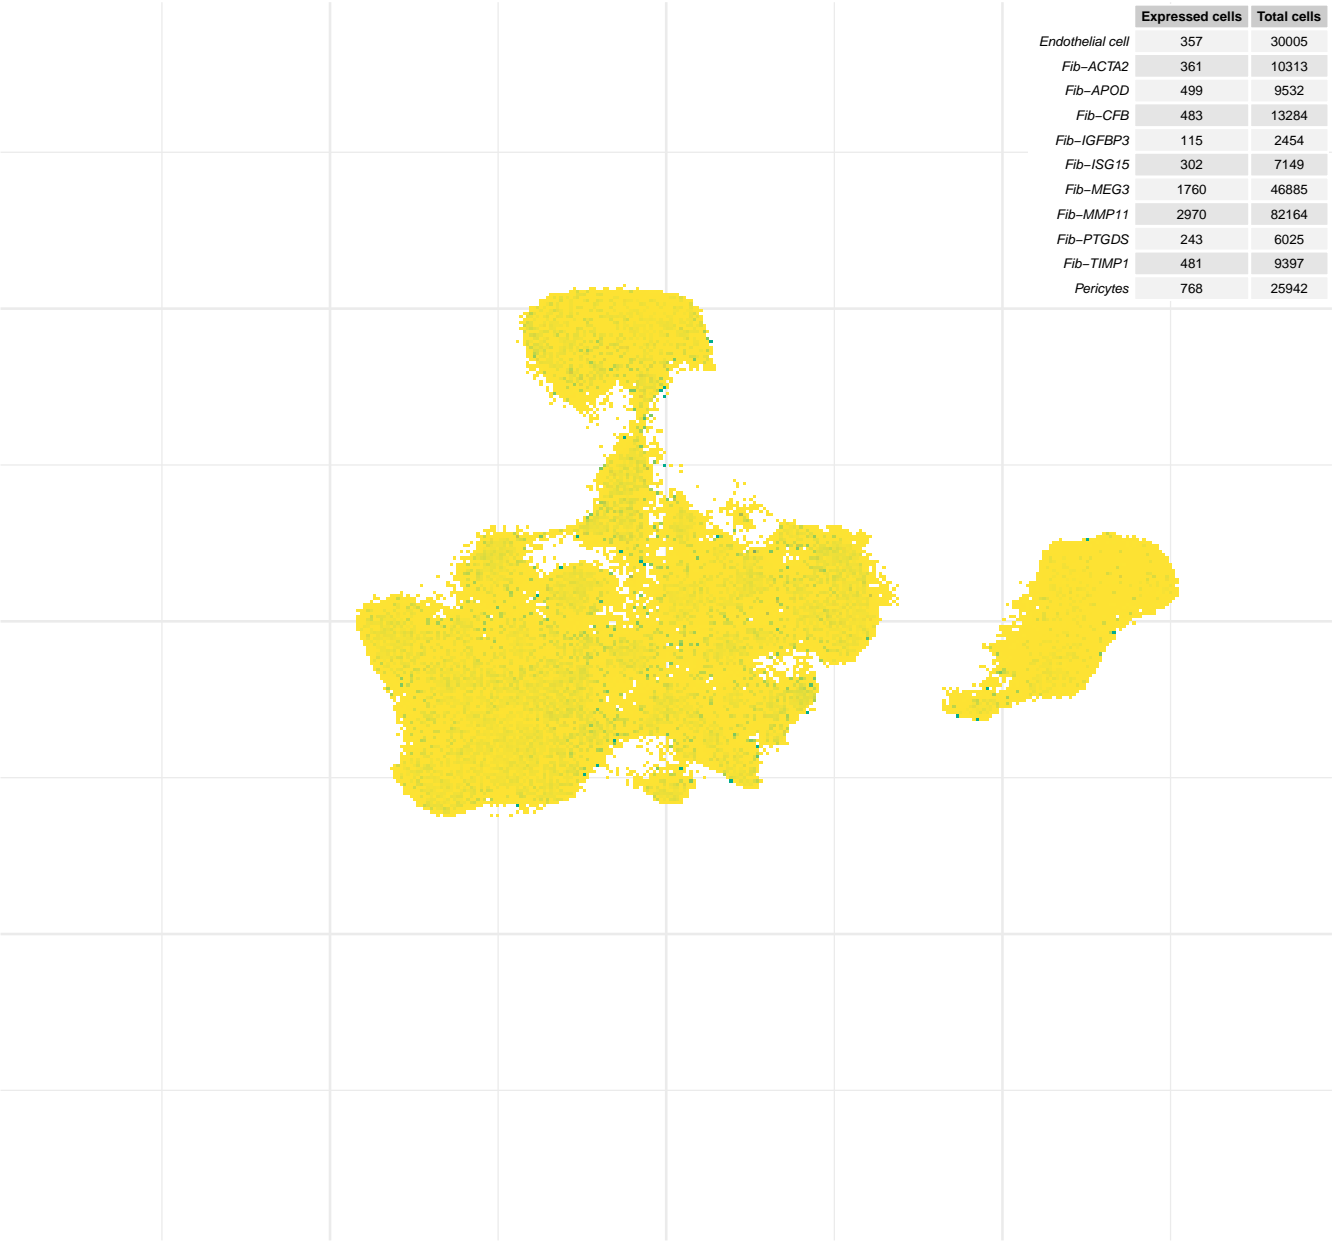 Expressed cells Total cells
Endothelial cell 357 30005
Fib−ACTA2 361 10313
Fib−APOD 499 9532
Fib−CFB 483 13284
Fib−IGFBP3 115 2454
Fib−ISG15 302 7149
Fib−MEG3 1760 46885
Fib−MMP11 2970 82164
Fib−PTGDS 243 6025
Fib−TIMP1 481 9397
Pericytes 768 25942